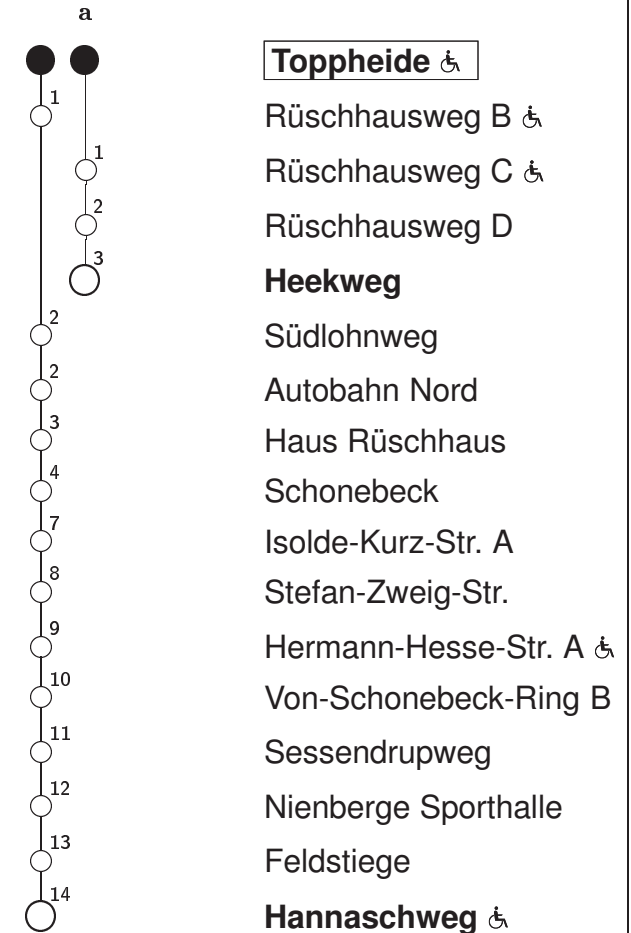 a
Toppheide
1 Rüschhausweg B
1 Rüschhausweg C
2 Rüschhausweg D
3 Heekweg
2 Südlohnweg
2 Autobahn Nord
3 Haus Rüschhaus
4 Schonebeck
7 Isolde-Kurz-Str. A
8 Stefan-Zweig-Str.
9 Hermann-Hesse-Str. A
10 Von-Schonebeck-Ring B
11 Sessendrupweg
12 Nienberge Sporthalle
13 Feldstiege
14 Hannaschweg